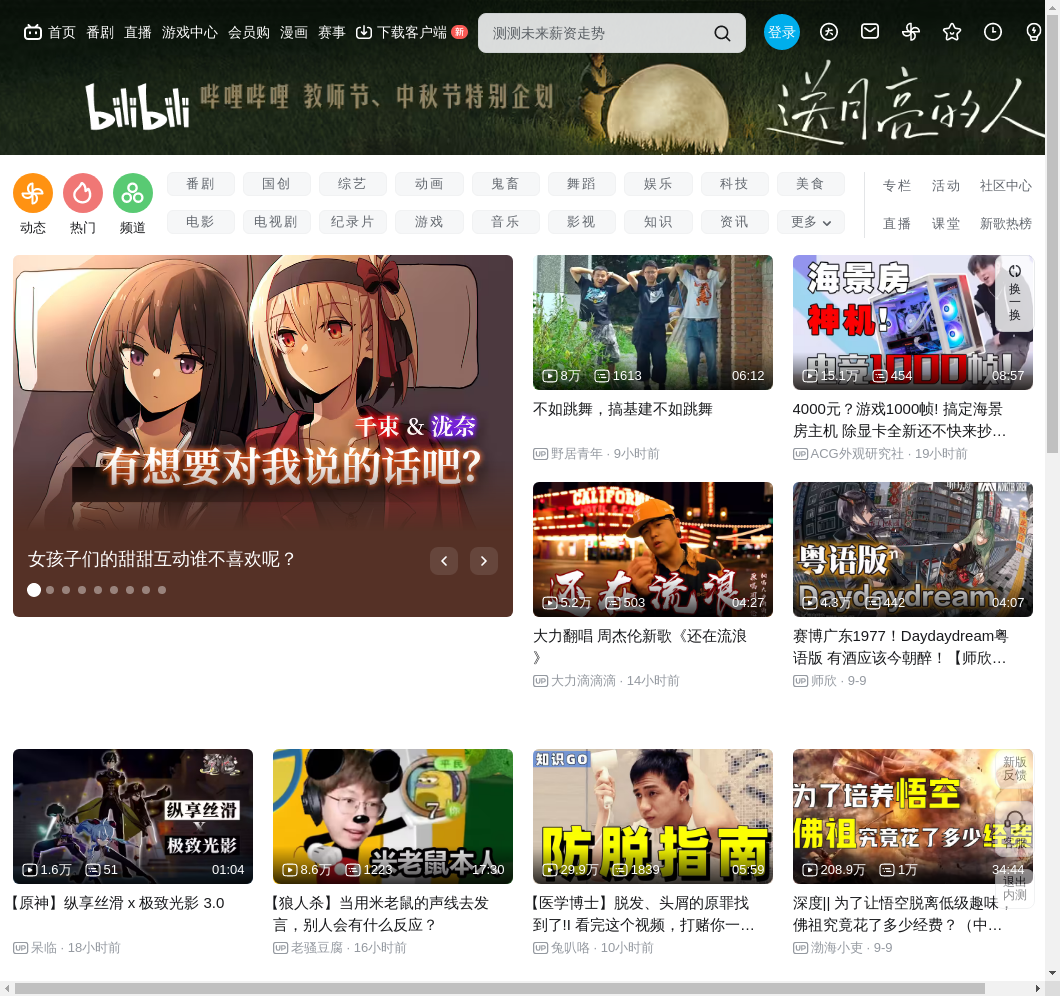 首页 番剧 直播 游戏中心 会员购 漫画 赛事 下载客户端 新 测测未来薪资走势 登录
bilibili 哔哩哔哩 教师节、中秋节特别企划 送月亮的人
番剧 国创 综艺 动画 鬼畜 舞蹈 娱乐 科技 美食 专栏 活动 社区中心
动态 热门 频道 电影 电视剧 纪录片 游戏 音乐 影视 知识 资讯 更多 直播 课堂 新歌热榜
千束 & 泷奈
有想要对我说的话吧?
女孩子们的甜甜互动谁不喜欢呢？
8万 1613 06:12
不如跳舞，搞基建不如跳舞
UP 野居青年 · 9小时前
海景房
神机!
中竞1000帧!
15.1万 454 08:57
换一换
4000元？游戏1000帧! 搞定海景
房主机 除显卡全新还不快来抄…
UP ACG外观研究社 · 19小时前
CALIFORN
还在流浪
5.2万 503 04:27
大力翻唱 周杰伦新歌《还在流浪
》
UP 大力滴滴滴 · 14小时前
粤语版
Daydaydream
4.3万 442 04:07
赛博广东1977！Daydaydream粤
语版 有酒应该今朝醉！【师欣…
UP 师欣 · 9-9
纵享丝滑
X
极致光影
1.6万 51 01:04
【原神】纵享丝滑 x 极致光影 3.0
UP 呆临 · 18小时前
平民
7
米老鼠本人
8.6万 1223 17:30
【狼人杀】当用米老鼠的声线去发
言，别人会有什么反应？
UP 老骚豆腐 · 16小时前
知识GO
防脱指南
29.9万 1839 05:59
【医学博士】脱发、头屑的原罪找
到了!I 看完这个视频，打赌你一…
UP 兔叭咯 · 10小时前
为了培养悟空
佛祖究竟花了多少经费
208.9万 1万 34:44
深度|| 为了让悟空脱离低级趣味，
佛祖究竟花了多少经费？（中…
UP 渤海小吏 · 9-9
新版
反馈
退出
内测